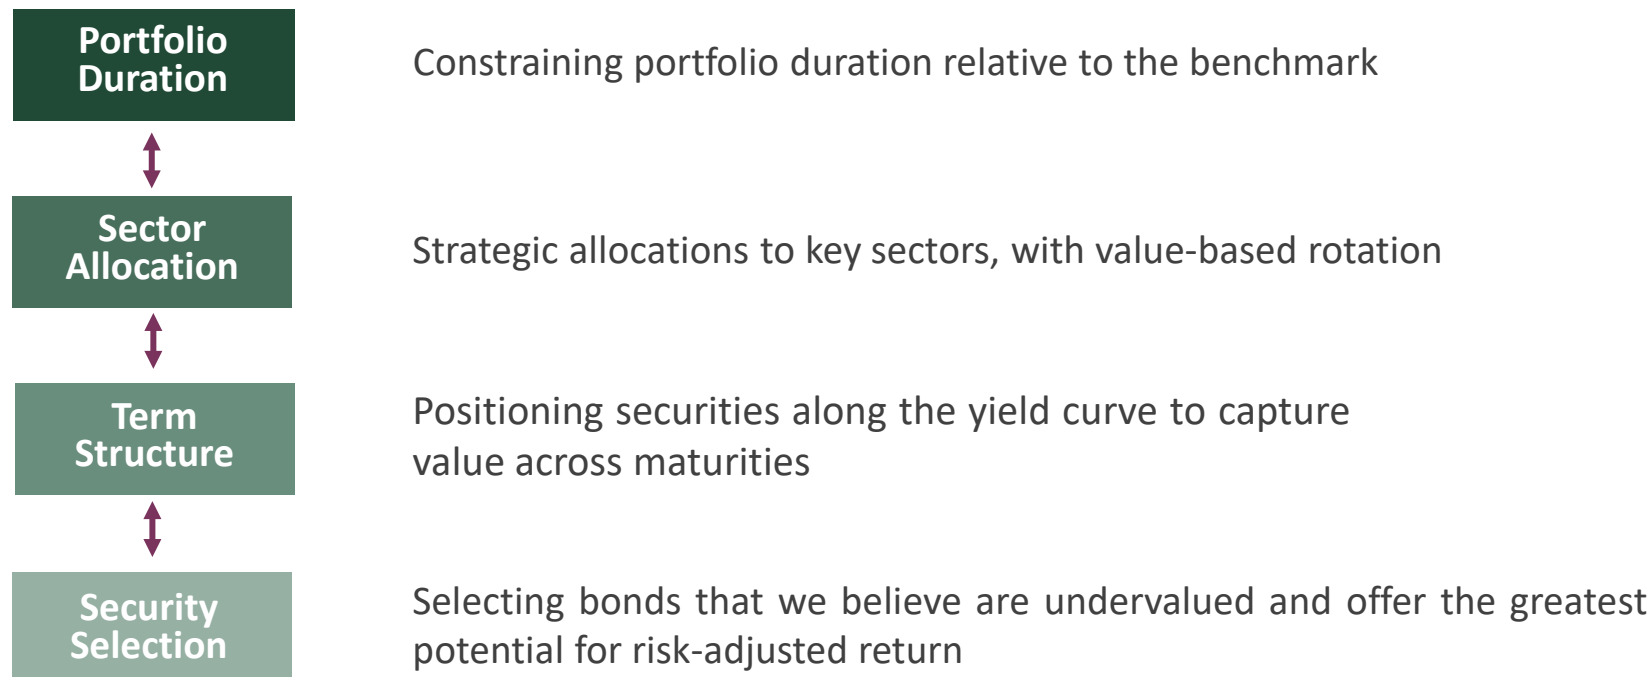 Portfolio
Duration
Constraining portfolio duration relative to the benchmark
Sector
Allocation
Strategic allocations to key sectors, with value-based rotation
Term
Structure
Positioning securities along the yield curve to capture
value across maturities
Security
Selection
Selecting bonds that we believe are undervalued and offer the greatest
potential for risk-adjusted return